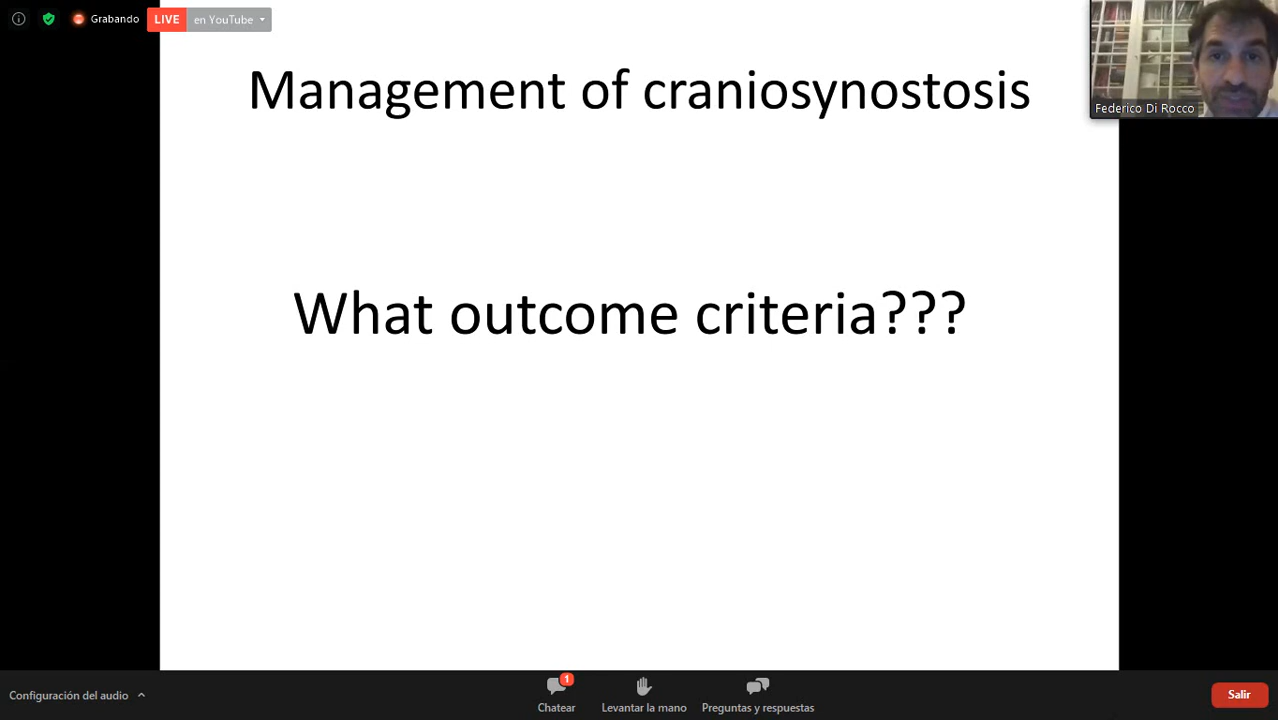 Grabando
LIVE en YouTube
Management of craniosynostosis
Federico Di Rocco
What outcome criteria???
Configuración del audio
1
Chatear
Levantar la mano
Preguntas y respuestas
Salir